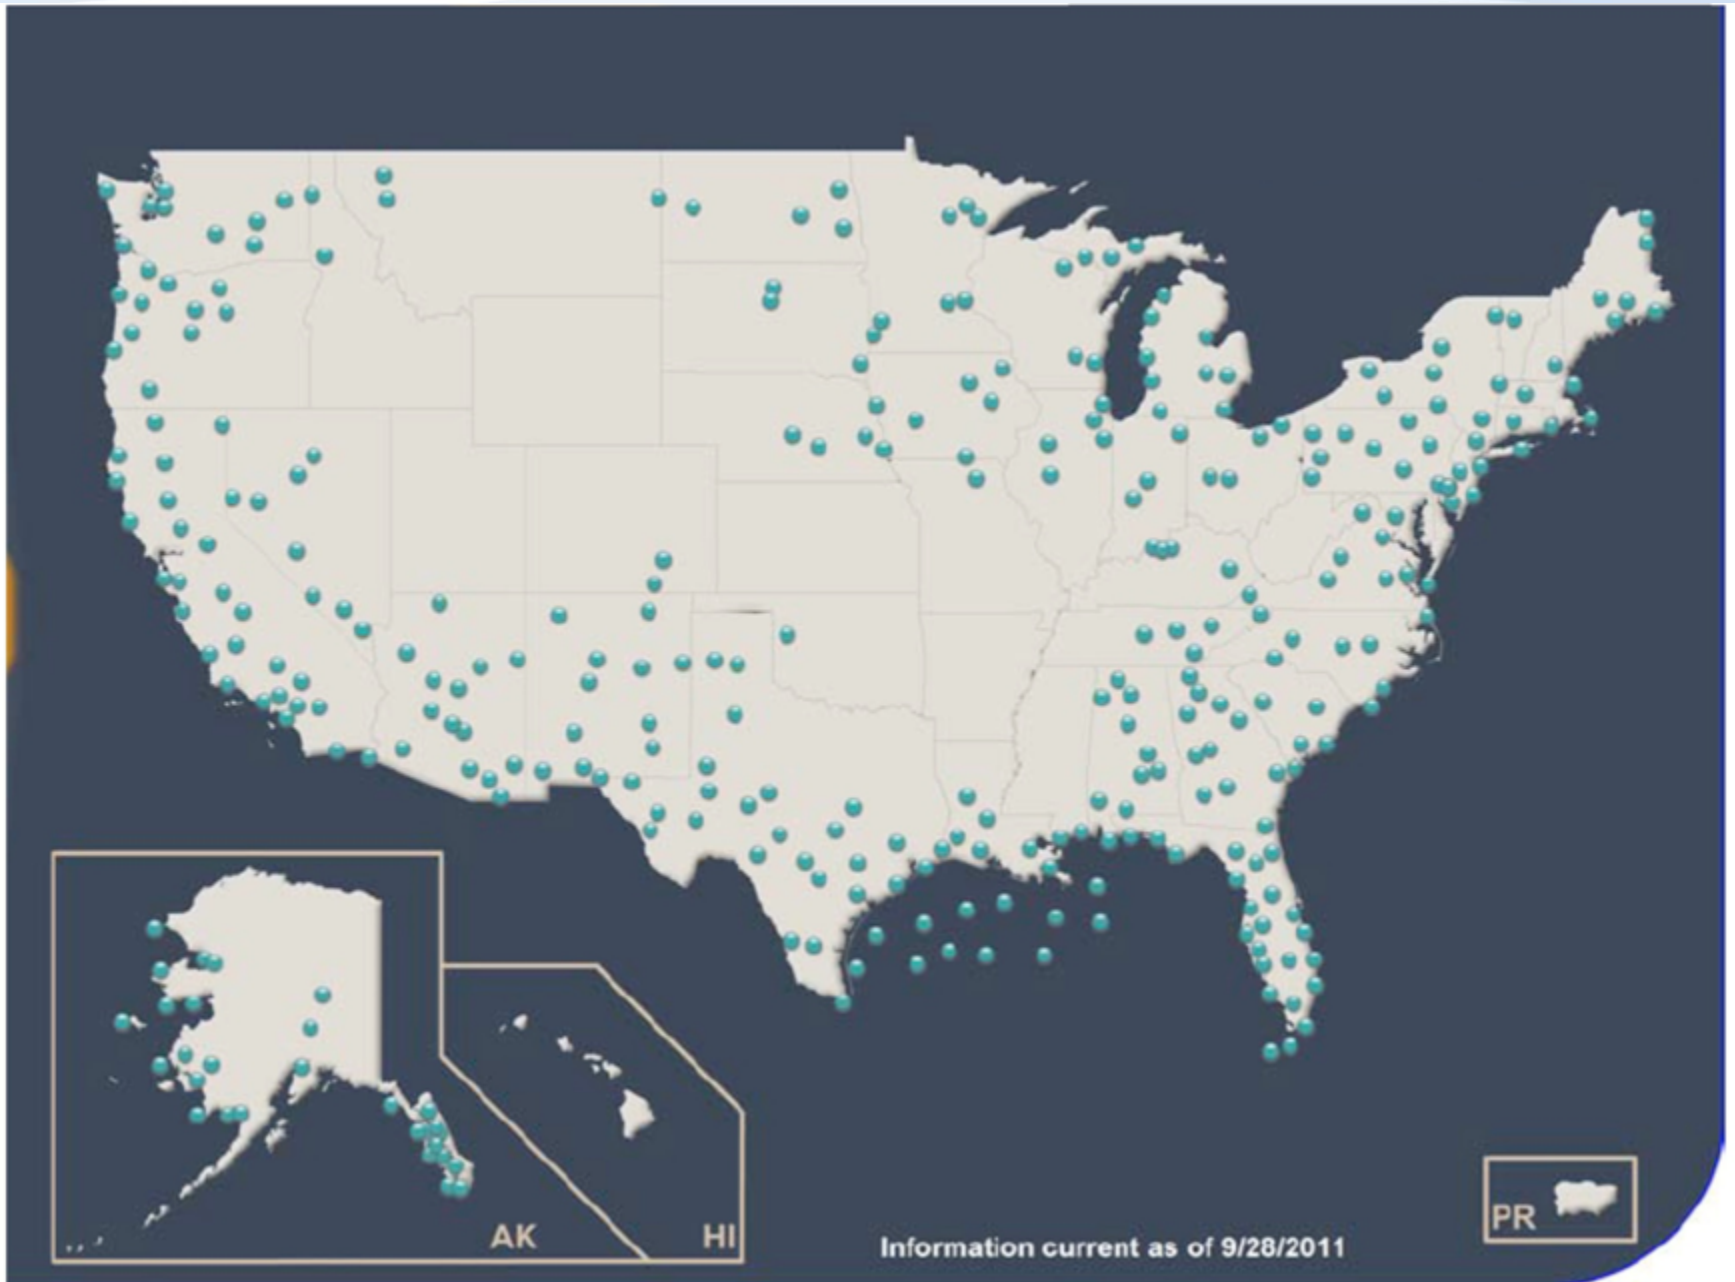 AK
HI
PR
Information current as of 9/28/2011